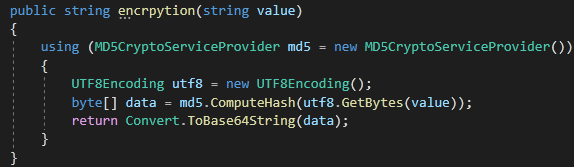 public string encrpytion(string value)
{
    using (MD5CryptoServiceProvider md5 = new MD5CryptoServiceProvider())
    {
        UTF8Encoding utf8 = new UTF8Encoding();
        byte[] data = md5.ComputeHash(utf8.GetBytes(value));
        return Convert.ToBase64String(data);
    }
}